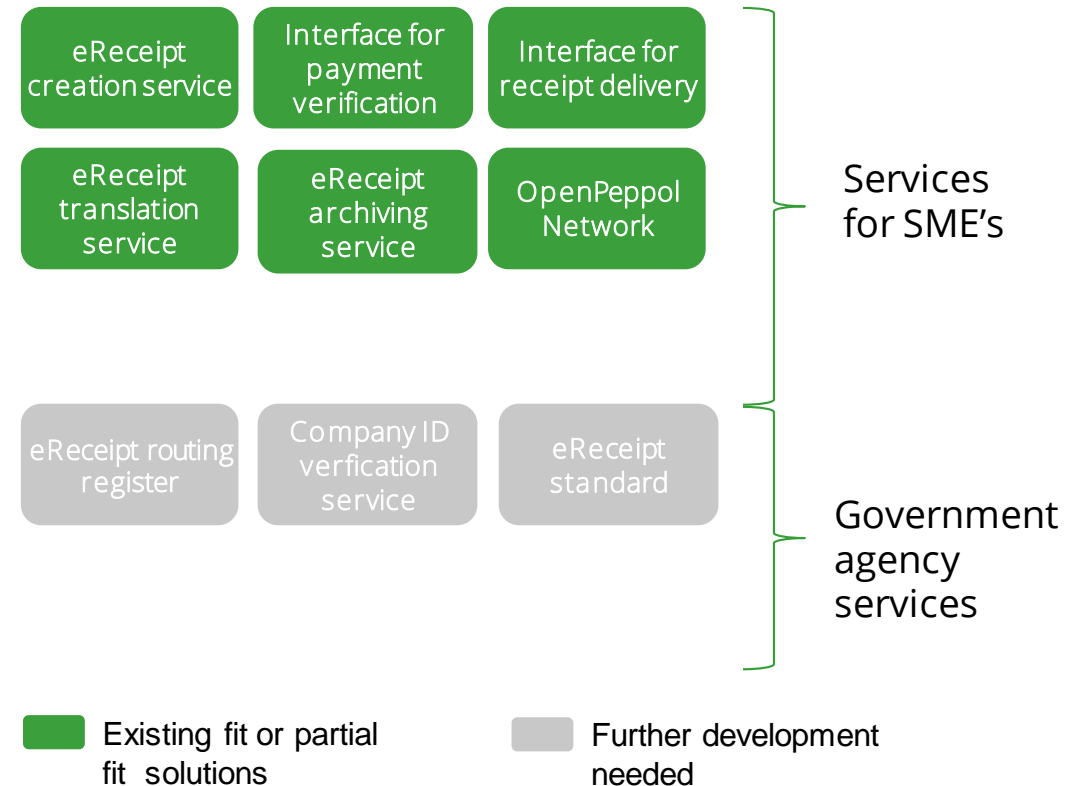 eReceipt
creation service
Interface for
payment
verification
Interface for
receipt delivery
eReceipt
translation
service
eReceipt
archiving
service
OpenPeppol
Network
Services
for SME’s
eReceipt routing
register
Company ID
verfication
service
eReceipt
standard
Government
agency
services
Existing fit or partial
fit solutions
Further development
needed